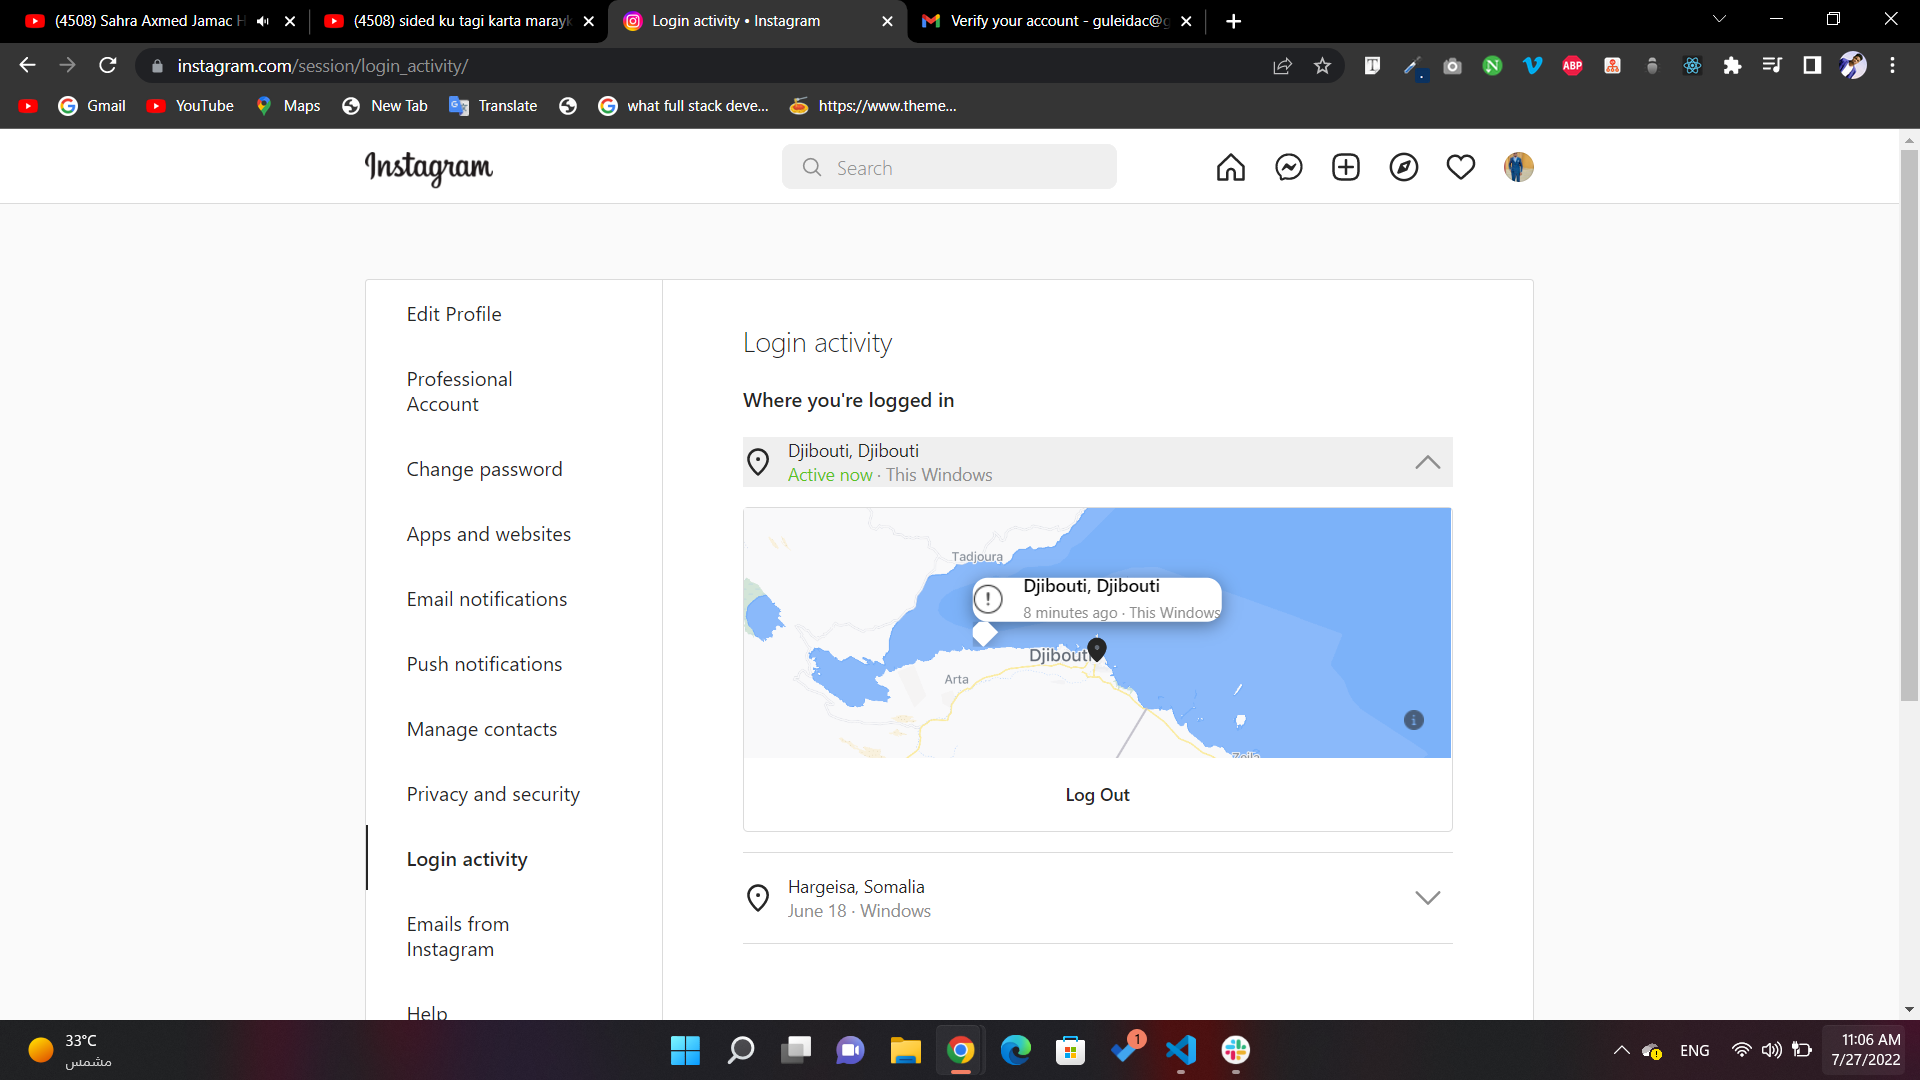 (4508) Sahra Axmed Jamac H
(4508) sided ku tagi karta marayk
Login activity • Instagram
Verify your account - guleidac@g
instagram.com/session/login_activity/
Gmail
YouTube
Maps
New Tab
Translate
what full stack deve...
https://www.theme...
Instagram
Search
Edit Profile
Professional
Account
Change password
Apps and websites
Email notifications
Push notifications
Manage contacts
Privacy and security
Login activity
Emails from
Instagram
Help
Login activity
Where you're logged in
Djibouti, Djibouti
Active now · This Windows
Tadjoura
Djibouti, Djibouti
8 minutes ago · This Windows
Djibouti
Arta
Zeila
Log Out
Hargeisa, Somalia
June 18 · Windows
33°C
مشمس
1
ENG
11:06 AM
7/27/2022
ABP